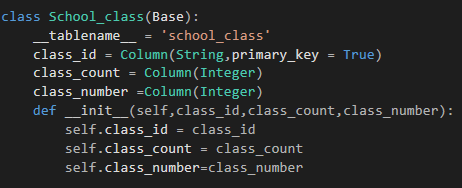 class School_class(Base):
    __tablename__ = 'school_class'
    class_id = Column(String,primary_key = True)
    class_count = Column(Integer)
    class_number =Column(Integer)
    def __init__(self,class_id,class_count,class_number):
        self.class_id = class_id
        self.class_count = class_count
        self.class_number=class_number